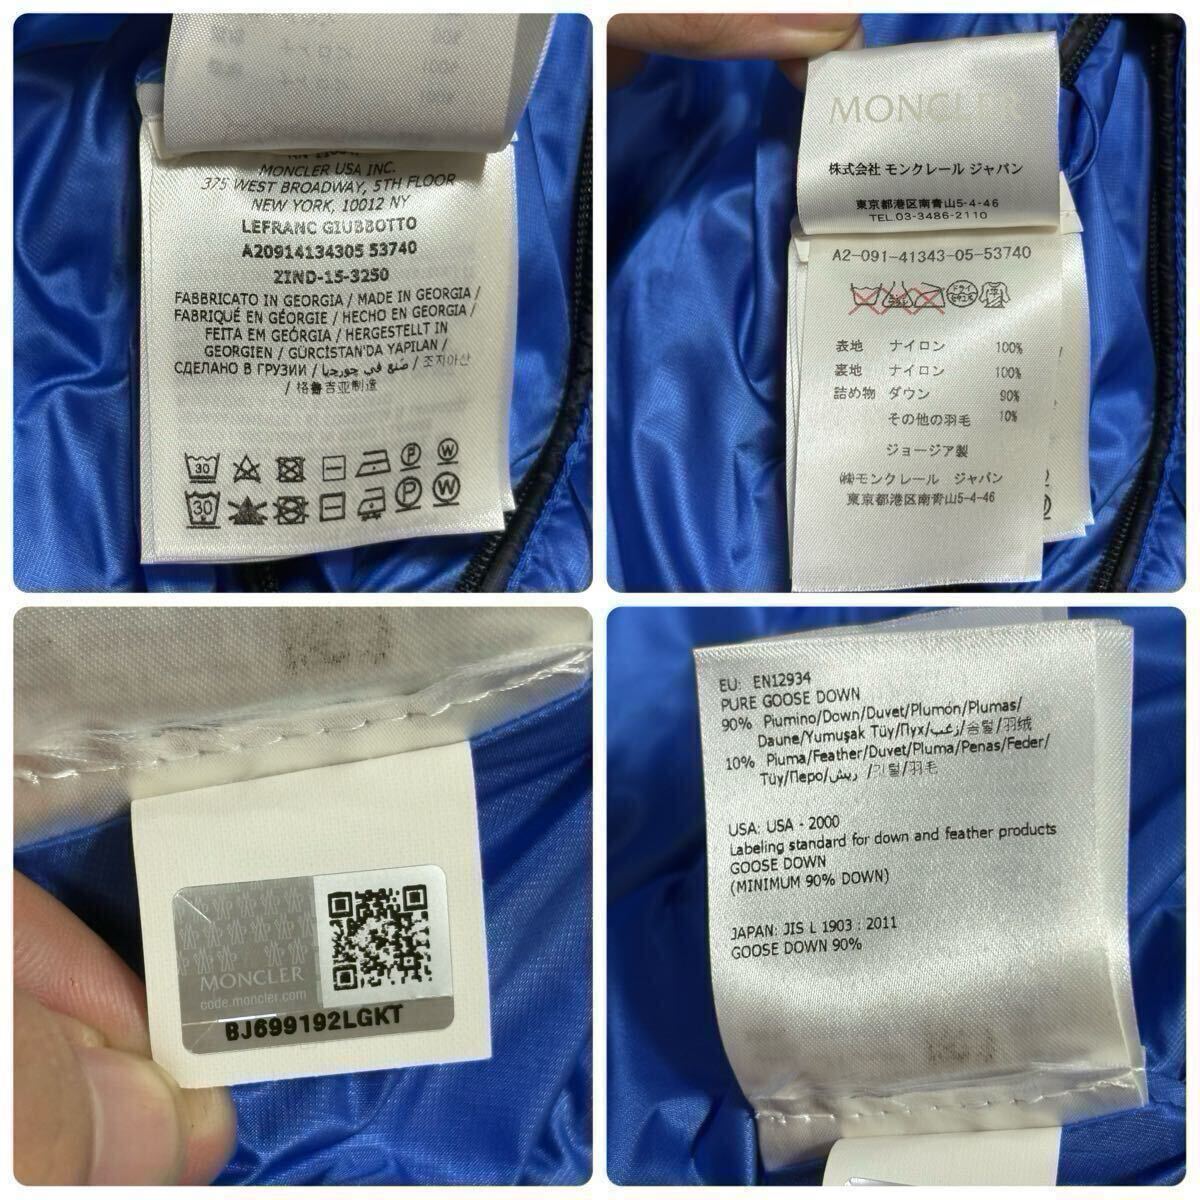 MONCLER USA INC.
375 WEST BROADWAY, 5TH FLOOR
NEW YORK, 10012 NY
LEFRANC GIUBBOTTO
A20914134305 53740
ZIND-15-3250
FABBRICATO IN GEORGIA / MADE IN GEORGIA /
FABRIQUÉ EN GÉORGIE / HECHO EN GEORGIA /
FEITA EM GEÓRGIA / HERGESTELLT IN
GEORGIEN / GÜRCİSTAN'DA YAPILAN /
СДЕЛАНО В ГРУЗИИ / صنع في جورجيا / 조지아산
/ 格鲁吉亚制造
30 P W
30 P W
MONCLER
株式会社 モンクレール ジャパン
東京都港区南青山5-4-46
TEL.03-3486-2110
A2-091-41343-05-53740
表地 ナイロン 100%
裏地 ナイロン 100%
詰め物 ダウン 90%
その他の羽毛 10%
ジョージア製
㈱モンクレール ジャパン
東京都港区南青山5-4-46
MONCLER
code.moncler.com
BJ699192LGKT
EU: EN12934
PURE GOOSE DOWN
90% Piumino/Down/Duvet/Plumón/Plumas/
Daune/Yumuşak Tüy/Пух/زغب/솜털/羽绒
10% Piuma/Feather/Duvet/Pluma/Penas/Feder/
Tüy/Перо/ريش /깃털/羽毛
USA: USA - 2000
Labeling standard for down and feather products
GOOSE DOWN
(MINIMUM 90% DOWN)
JAPAN: JIS L 1903 : 2011
GOOSE DOWN 90%